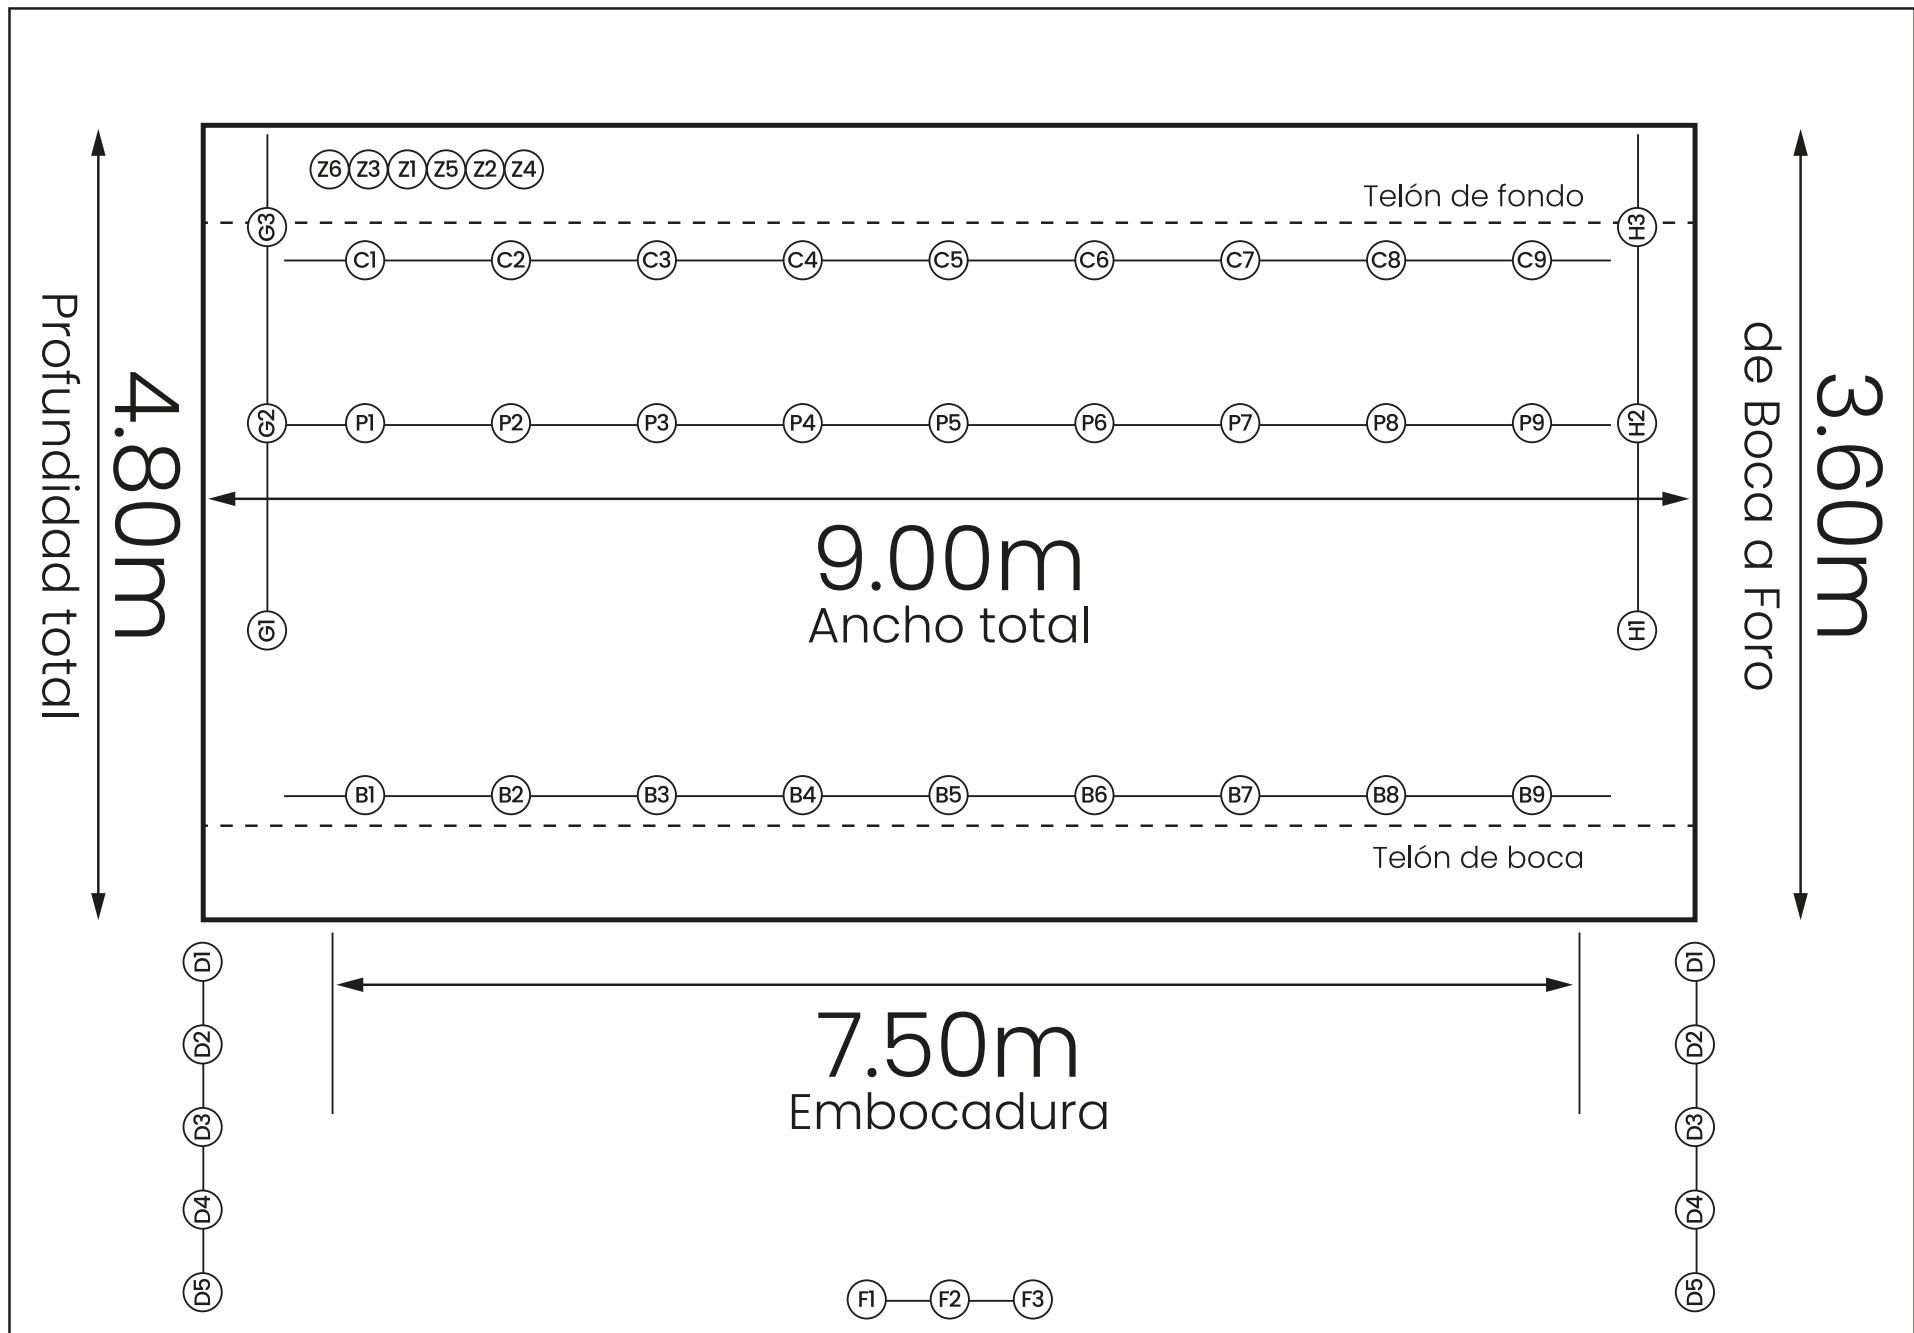 Z6 Z3 Z1 Z5 Z2 Z4
Telón de fondo
G3 H3
C1 C2 C3 C4 C5 C6 C7 C8 C9
G2 P1 P2 P3 P4 P5 P6 P7 P8 P9 H2
Profundidad total
4.80m
9.00m
Ancho total
de Boca a Foro
3.60m
G1 H1
B1 B2 B3 B4 B5 B6 B7 B8 B9
Telón de boca
D1 D1
7.50m
Embocadura
D2 D2
D3 D3
D4 D4
D5 D5
F1 F2 F3